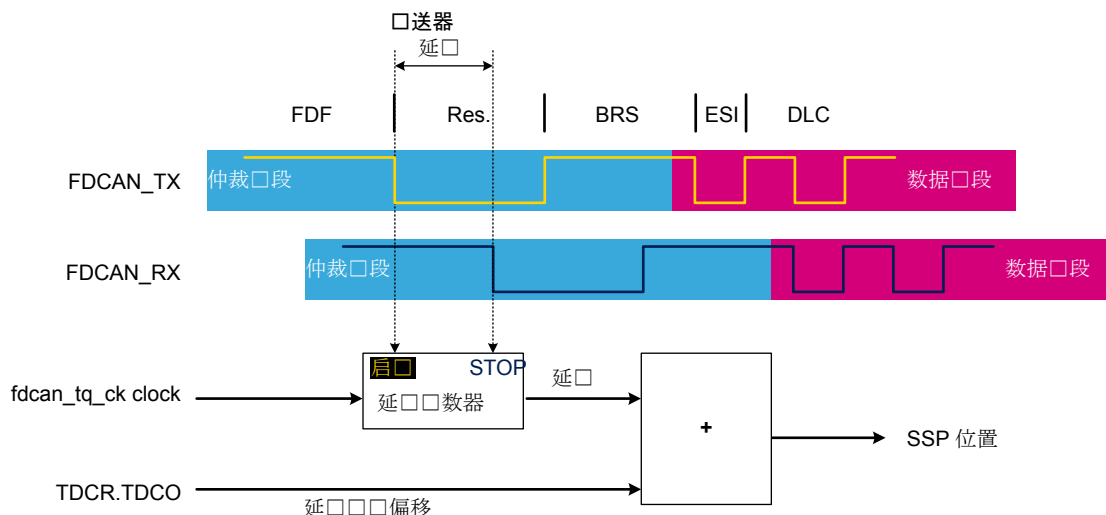 □送器
延□
FDF Res. BRS ESI DLC
FDCAN_TX 仲裁□段 数据□段
FDCAN_RX 仲裁□段 数据□段
启□ STOP
fdcan_tq_ck clock 延□□数器 延□ + SSP 位置
TDCR.TDCO 延□□□偏移